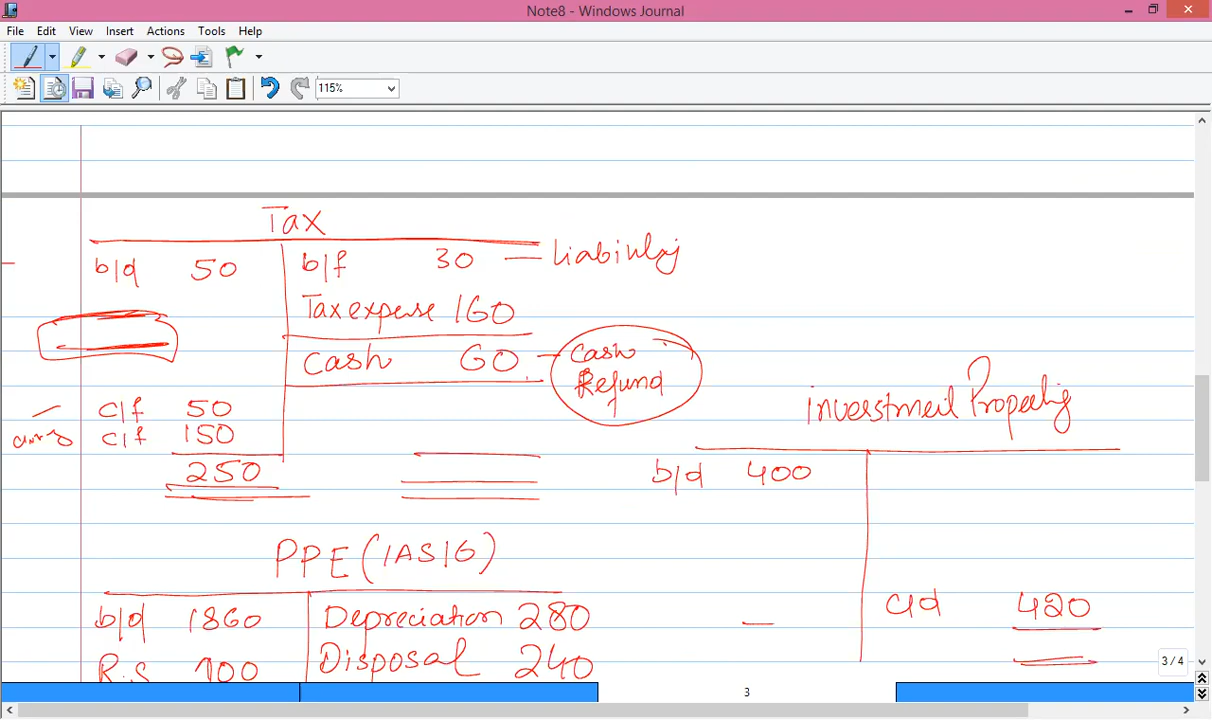 Note8 - Windows Journal
File Edit View Insert Actions Tools Help
115%
Tax
b/d 50 b/f 30 — Liability
Tax expense 160
Cash 60 — Cash Refund
c/f 50
c/f 150
250
Investment Property
b/d 400
c/d 420
PPE (IAS16)
b/d 1860 Depreciation 280
R.S 100 Disposal 240
3 / 4
3